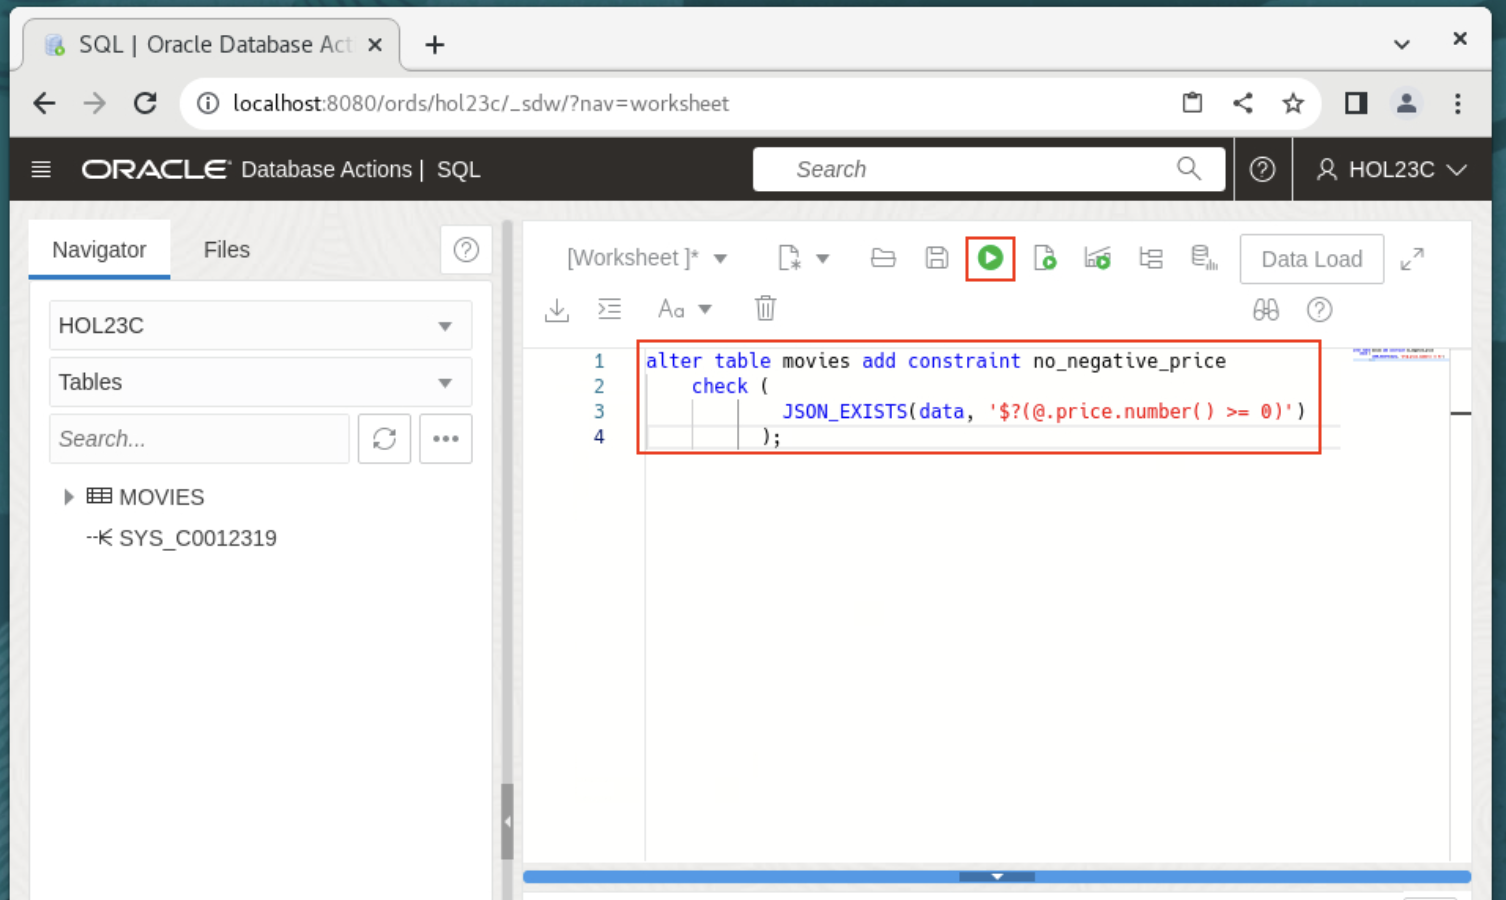 SQL | Oracle Database Act
localhost:8080/ords/hol23c/_sdw/?nav=worksheet
ORACLE Database Actions | SQL
Search
HOL23C
Navigator
Files
[Worksheet ]*
Data Load
Aa
HOL23C
Tables
Search...
MOVIES
SYS_C0012319
1 alter table movies add constraint no_negative_price
2 check (
3 JSON_EXISTS(data, '$?(@.price.number() >= 0)')
4 );